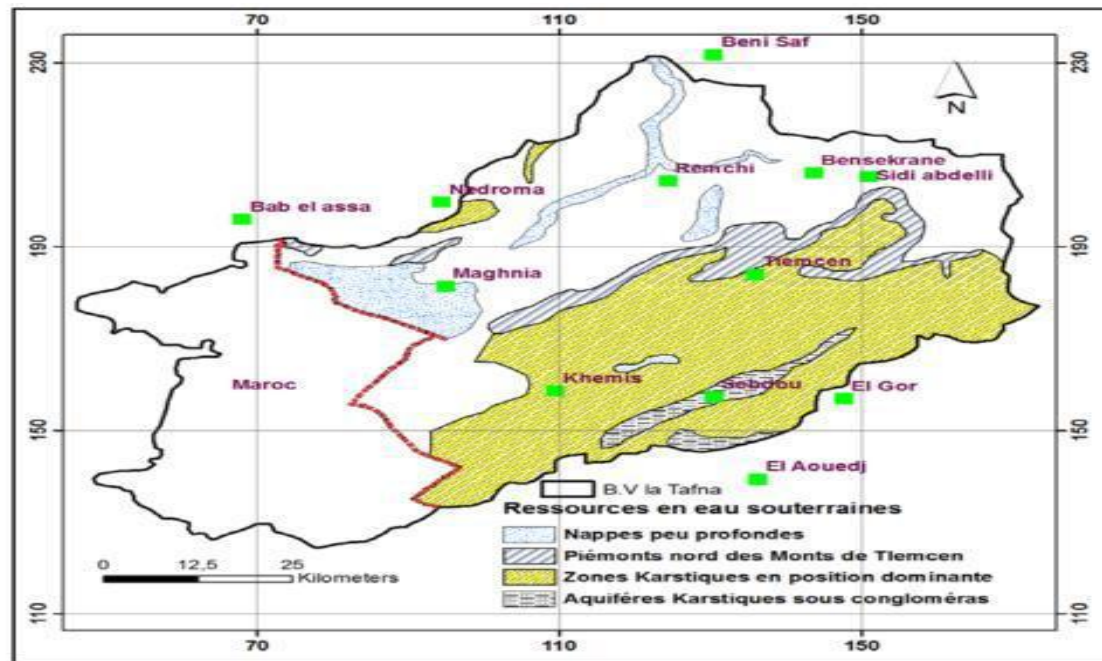 70 110 150
230 230
Beni Saf
N
Remchi
Bensekrane
Sidi abdelli
Nedroma
Bab el assa
190 190
Tlemcen
Maghnia
Maroc
Khemis
Sebdou
El Gor
150 150
El Aouedj
B.V la Tafna
Ressources en eau souterraines
Nappes peu profondes
Piémonts nord des Monts de Tlemcen
Zones Karstiques en position dominante
Aquiféres Karstiques sous congloméras
0 12,5 25
Kilometers
110 110
70 110 150